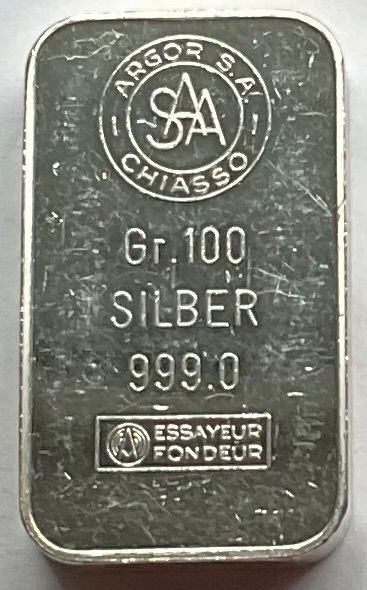 ARGOR S.A.
SAA
CHIASSO
Gr.100
SILBER
999.0
ESSAYEUR
FONDEUR